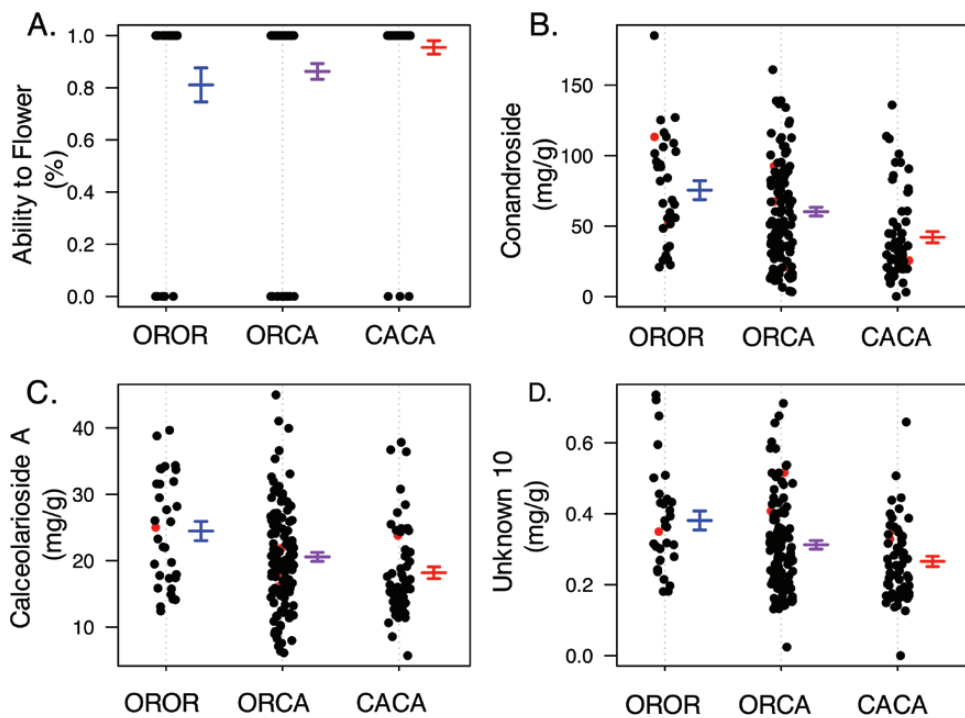 A.
Ability to Flower
(%)
1.0
0.8
0.6
0.4
0.2
0.0
OROR ORCA CACA
B.
Conandroside
(mg/g)
150
100
50
0
OROR ORCA CACA
C.
Calceolarioside A
(mg/g)
40
30
20
10
OROR ORCA CACA
D.
Unknown 10
(mg/g)
0.6
0.4
0.2
0.0
OROR ORCA CACA